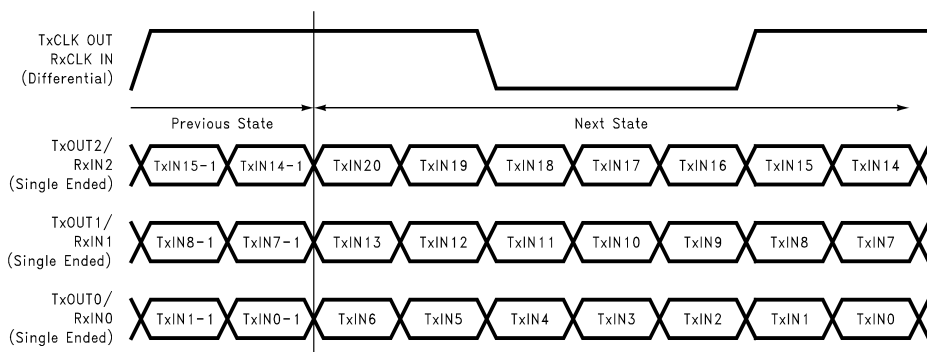 TxCLK OUT
RxCLK IN
(Differential)
Previous State
Next State
TxOUT2/
RxIN2
(Single Ended)
TxIN15-1 TxIN14-1 TxIN20 TxIN19 TxIN18 TxIN17 TxIN16 TxIN15 TxIN14
TxOUT1/
RxIN1
(Single Ended)
TxIN8-1 TxIN7-1 TxIN13 TxIN12 TxIN11 TxIN10 TxIN9 TxIN8 TxIN7
TxOUT0/
RxIN0
(Single Ended)
TxIN1-1 TxIN0-1 TxIN6 TxIN5 TxIN4 TxIN3 TxIN2 TxIN1 TxIN0